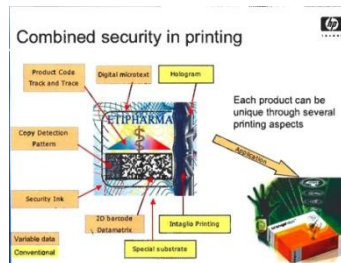 hp
invent
Combined security in printing
Product Code
Track and Trace
Digital microtext
Hologram
ETIPHARMA
Copy Detection
Pattern
Each product can be
unique through several
printing aspects
Application
Security Ink
2D barcode
Datamatrix
Intaglio Printing
Special substrate
Variable data
Conventional